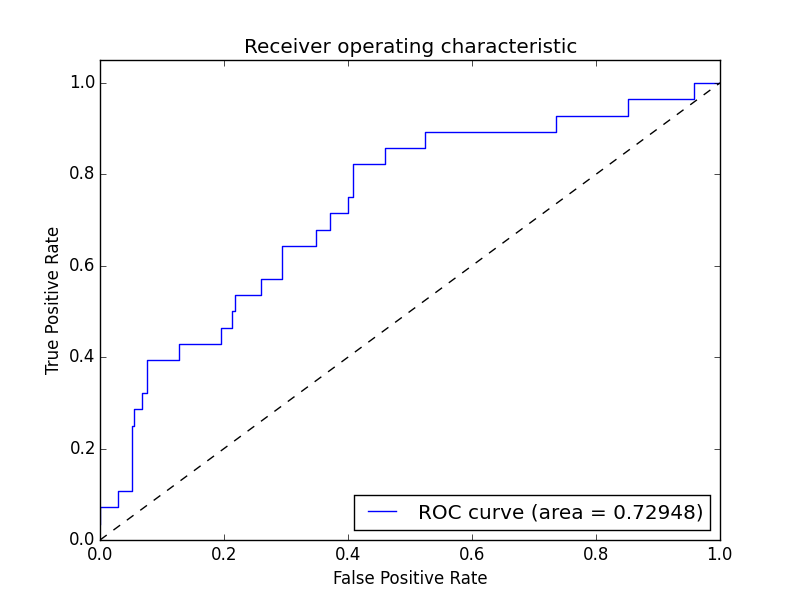 Receiver operating characteristic
1.0
0.8
0.6
0.4
0.2
0.0
True Positive Rate
ROC curve (area = 0.72948)
0.0 0.2 0.4 0.6 0.8 1.0
False Positive Rate